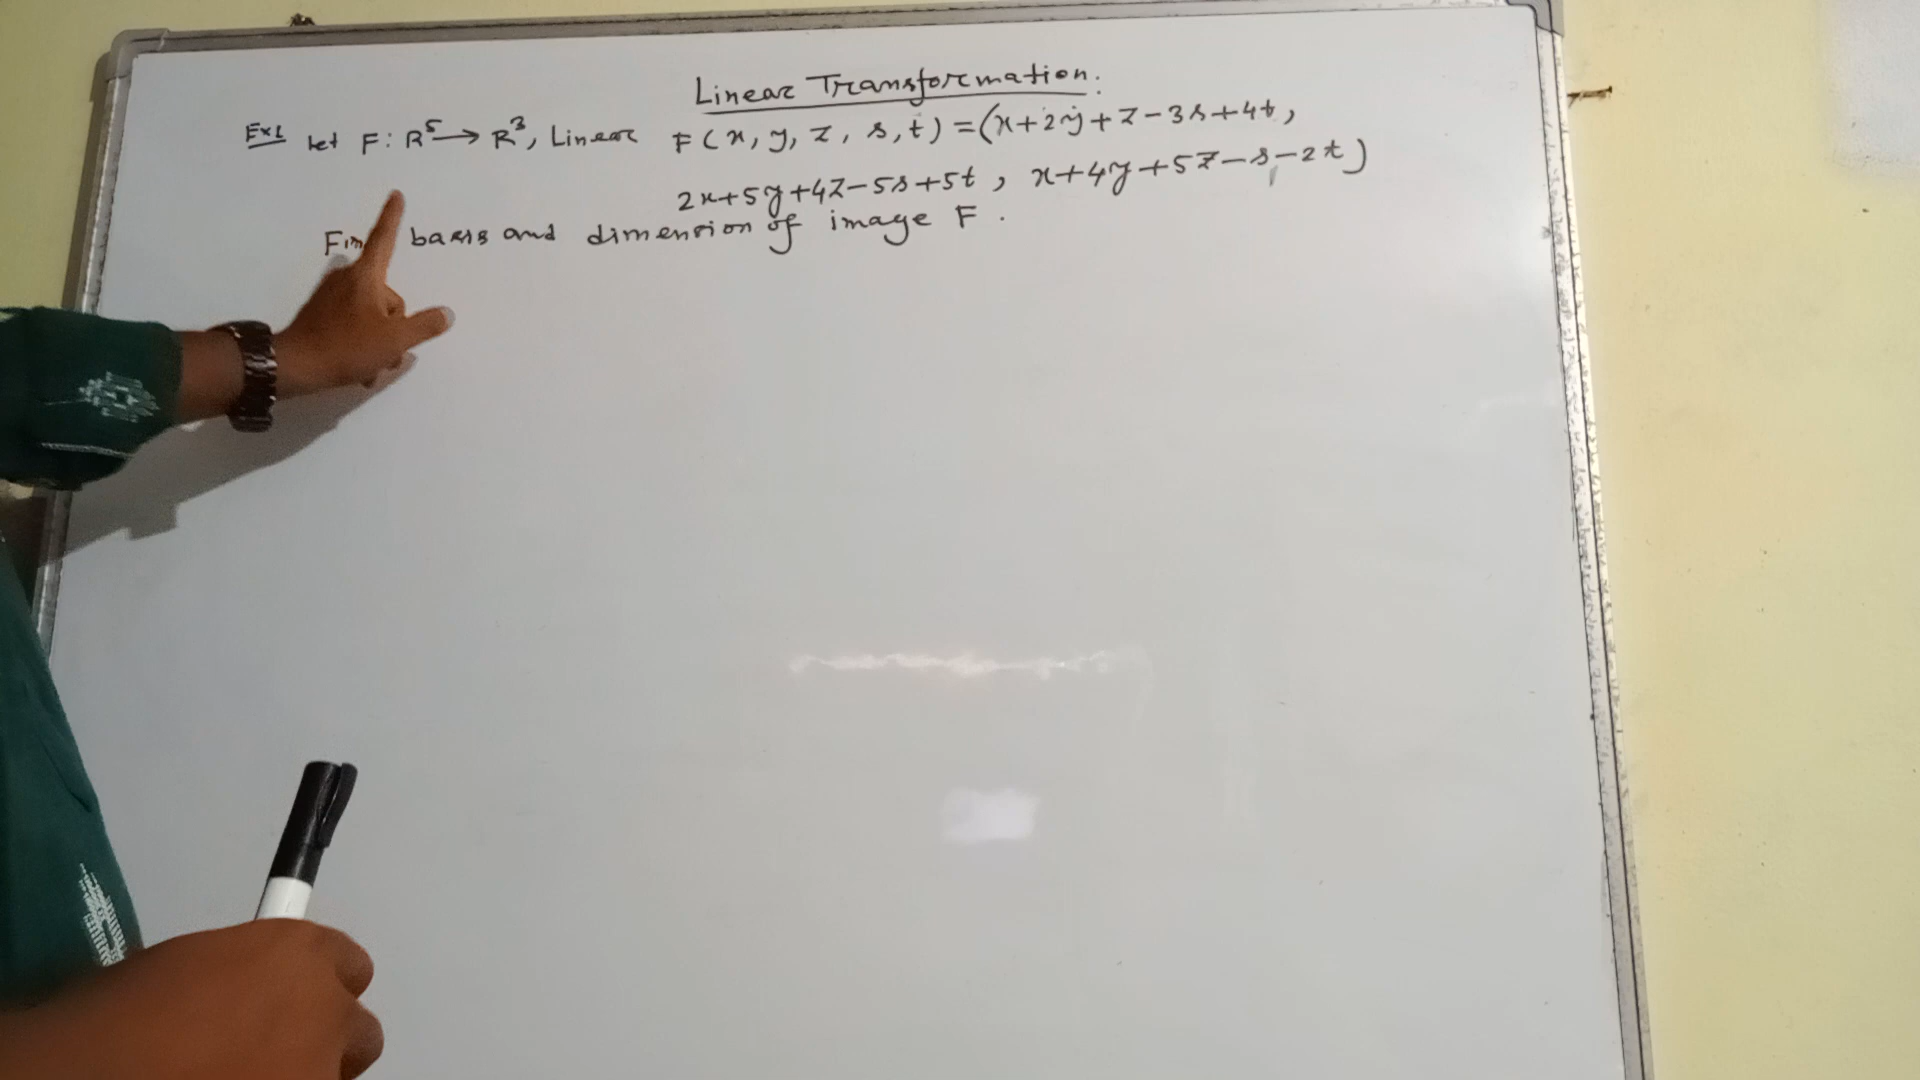 Linear Transformation.
Ex1 Let F: R⁵ → R³, Linear F(x, y, z, s, t) = (x+2y+z-3s+4t,
2x+5y+4z-5s+5t, x+4y+5z-s-2t)
basis and dimension of image F.